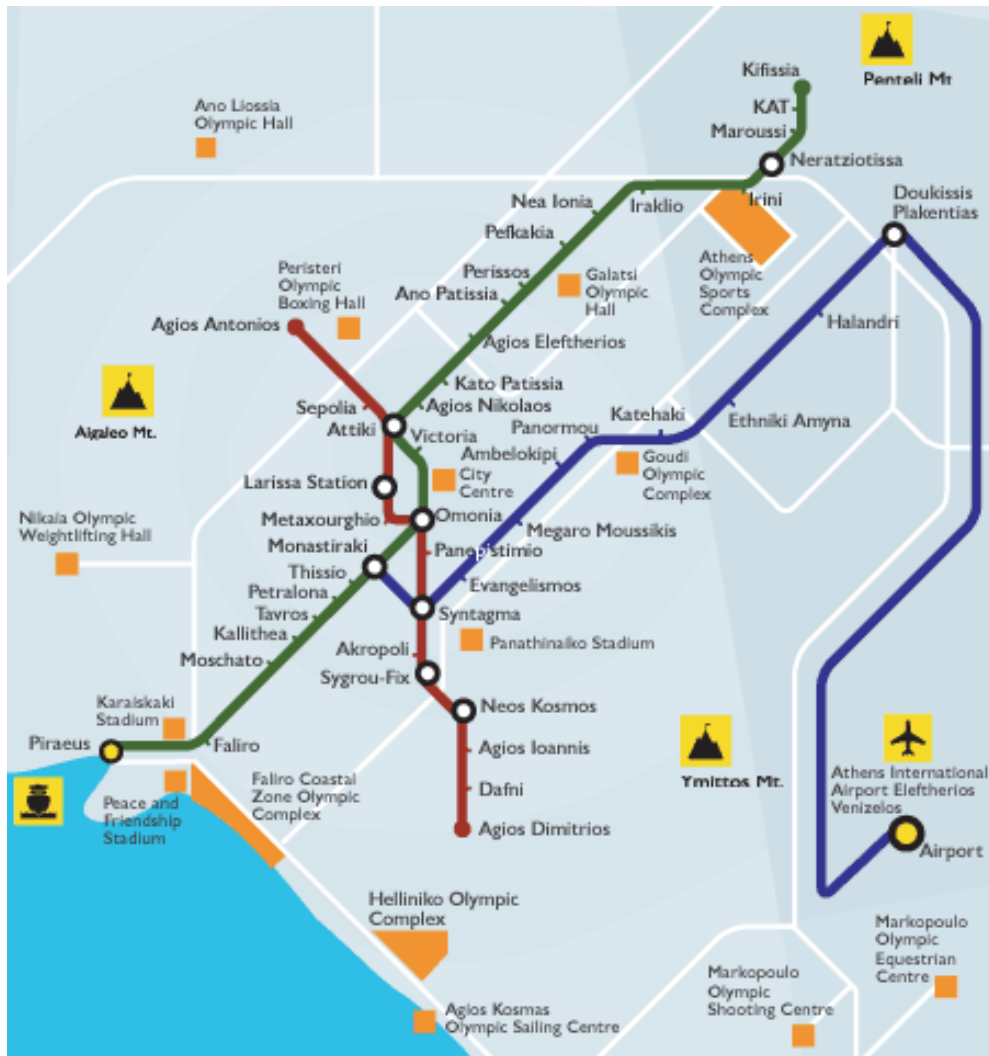 Kifissia
Penteli Mt
KAT
Maroussi
Ano Liossia
Olympic Hall
Neratziotissa
Doukissis
Plakentias
Nea Ionia
Iraklio
Irini
Pefkakia
Athens
Olympic
Sports
Complex
Peristeri
Olympic
Boxing Hall
Perissos
Ano Patissia
Galatsi
Olympic
Hall
Agios Antonios
Halandri
Agios Eleftherios
Kato Patissia
Sepolia
Agios Nikolaos
Attiki
Katehaki
Ethniki Amyna
Panormou
Aigaleo Mt.
Victoria
Ambelokipi
Goudi
Olympic
Complex
City
Centre
Larissa Station
Nikaia Olympic
Weightlifting Hall
Metaxourghio
Omonia
Megaro Moussikis
Monastiraki
Panepistimio
Thissio
Evangelismos
Petralona
Tavros
Syntagma
Kallithea
Akropoli
Panathinaiko Stadium
Moschato
Sygrou-Fix
Karaiskaki
Stadium
Neos Kosmos
Piraeus
Faliro
Agios Ioannis
Ymittos Mt.
Athens International
Airport Eleftherios
Venizelos
Faliro Coastal
Zone Olympic
Complex
Dafni
Peace and
Friendship
Stadium
Agios Dimitrios
Airport
Helliniko Olympic
Complex
Markopoulo
Olympic
Equestrian
Centre
Markopoulo
Olympic
Shooting Centre
Agios Kosmas
Olympic Sailing Centre